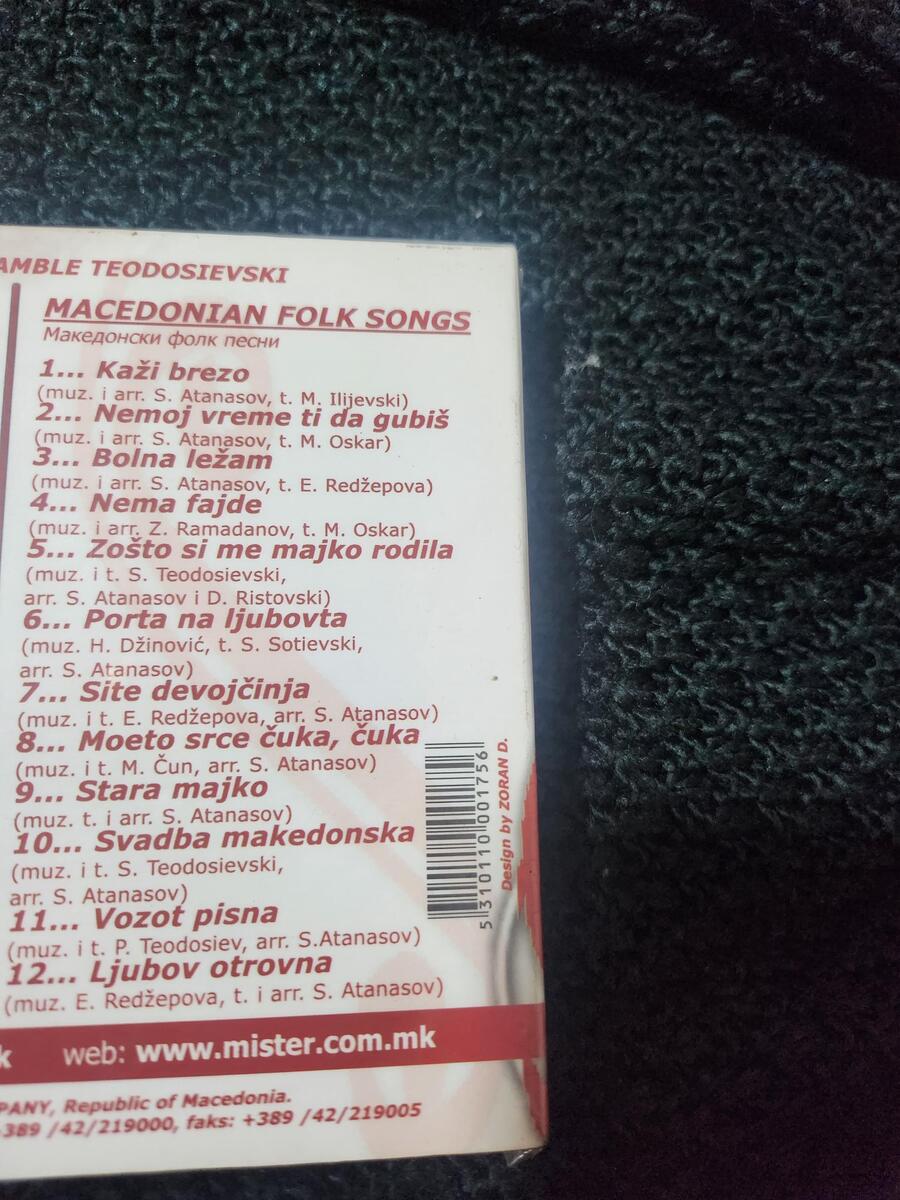 AMBLE TEODOSIEVSKI
MACEDONIAN FOLK SONGS
Македонски фолк песни
1... Kaži brezo
(muz. i arr. S. Atanasov, t. M. Ilijevski)
2... Nemoj vreme ti da gubiš
(muz. i arr. S. Atanasov, t. M. Oskar)
3... Bolna ležam
(muz. i arr. S. Atanasov, t. E. Redžepova)
4... Nema fajde
(muz. i arr. Z. Ramadanov, t. M. Oskar)
5... Zošto si me majko rodila
(muz. i t. S. Teodosievski,
arr. S. Atanasov i D. Ristovski)
6... Porta na ljubovta
(muz. H. Džinović, t. S. Sotievski,
arr. S. Atanasov)
7... Site devojčinja
(muz. i t. E. Redžepova, arr. S. Atanasov)
8... Moeto srce čuka, čuka
(muz. i t. M. Čun, arr. S. Atanasov)
9... Stara majko
(muz. t. i arr. S. Atanasov)
10... Svadba makedonska
(muz. i t. S. Teodosievski,
arr. S. Atanasov)
11... Vozot pisna
(muz. i t. P. Teodosiev, arr. S.Atanasov)
12... Ljubov otrovna
(muz. E. Redžepova, t. i arr. S. Atanasov)
5 310110 001756
Design by ZORAN D.
k web: www.mister.com.mk
PANY, Republic of Macedonia.
+389 /42/219000, faks: +389 /42/219005